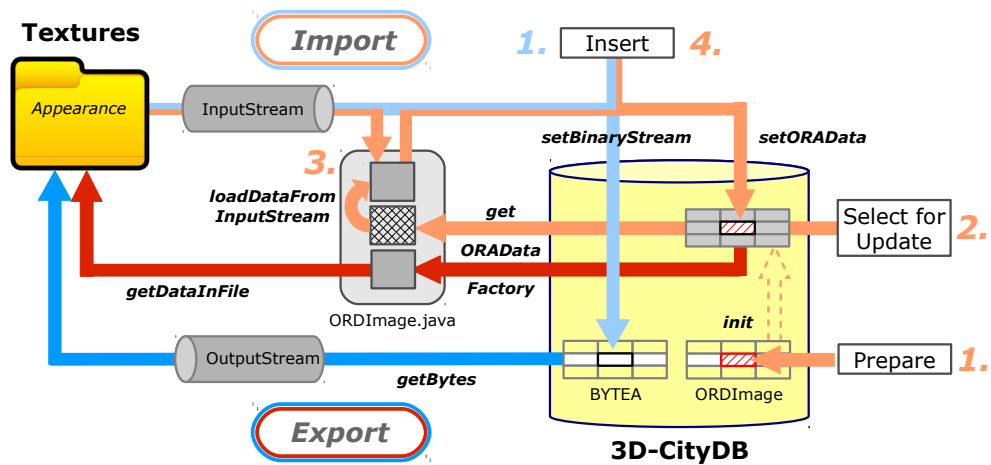 Textures
Import
1.
Insert
4.
Appearance
InputStream
setBinaryStream
setORAData
3.
loadDataFrom
InputStream
get
Select for
Update
2.
ORAData
Factory
getDataInFile
ORDImage.java
init
OutputStream
getBytes
Prepare
1.
BYTEA
ORDImage
Export
3D-CityDB